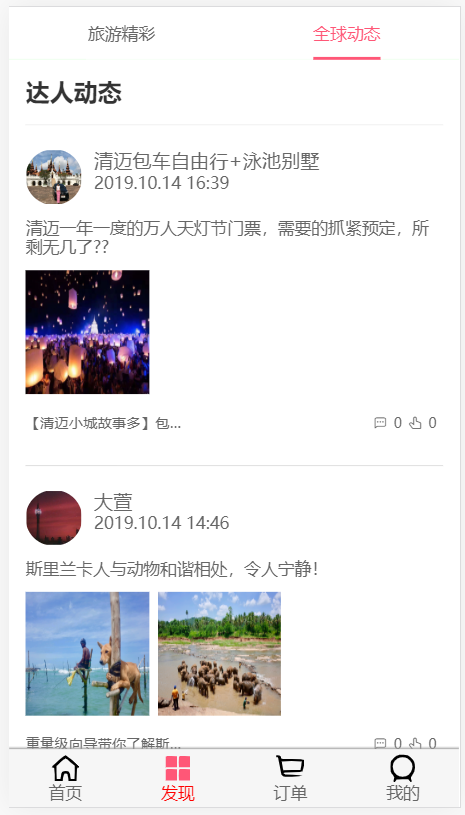 旅游精彩 全球动态
达人动态
清迈包车自由行+泳池别墅
2019.10.14 16:39
清迈一年一度的万人天灯节门票，需要的抓紧预定，所
剩无几了??
【清迈小城故事多】包... 0 0
大萱
2019.10.14 14:46
斯里兰卡人与动物和谐相处，令人宁静！
重量级向导带你了解斯... 0 0
首页 发现 订单 我的